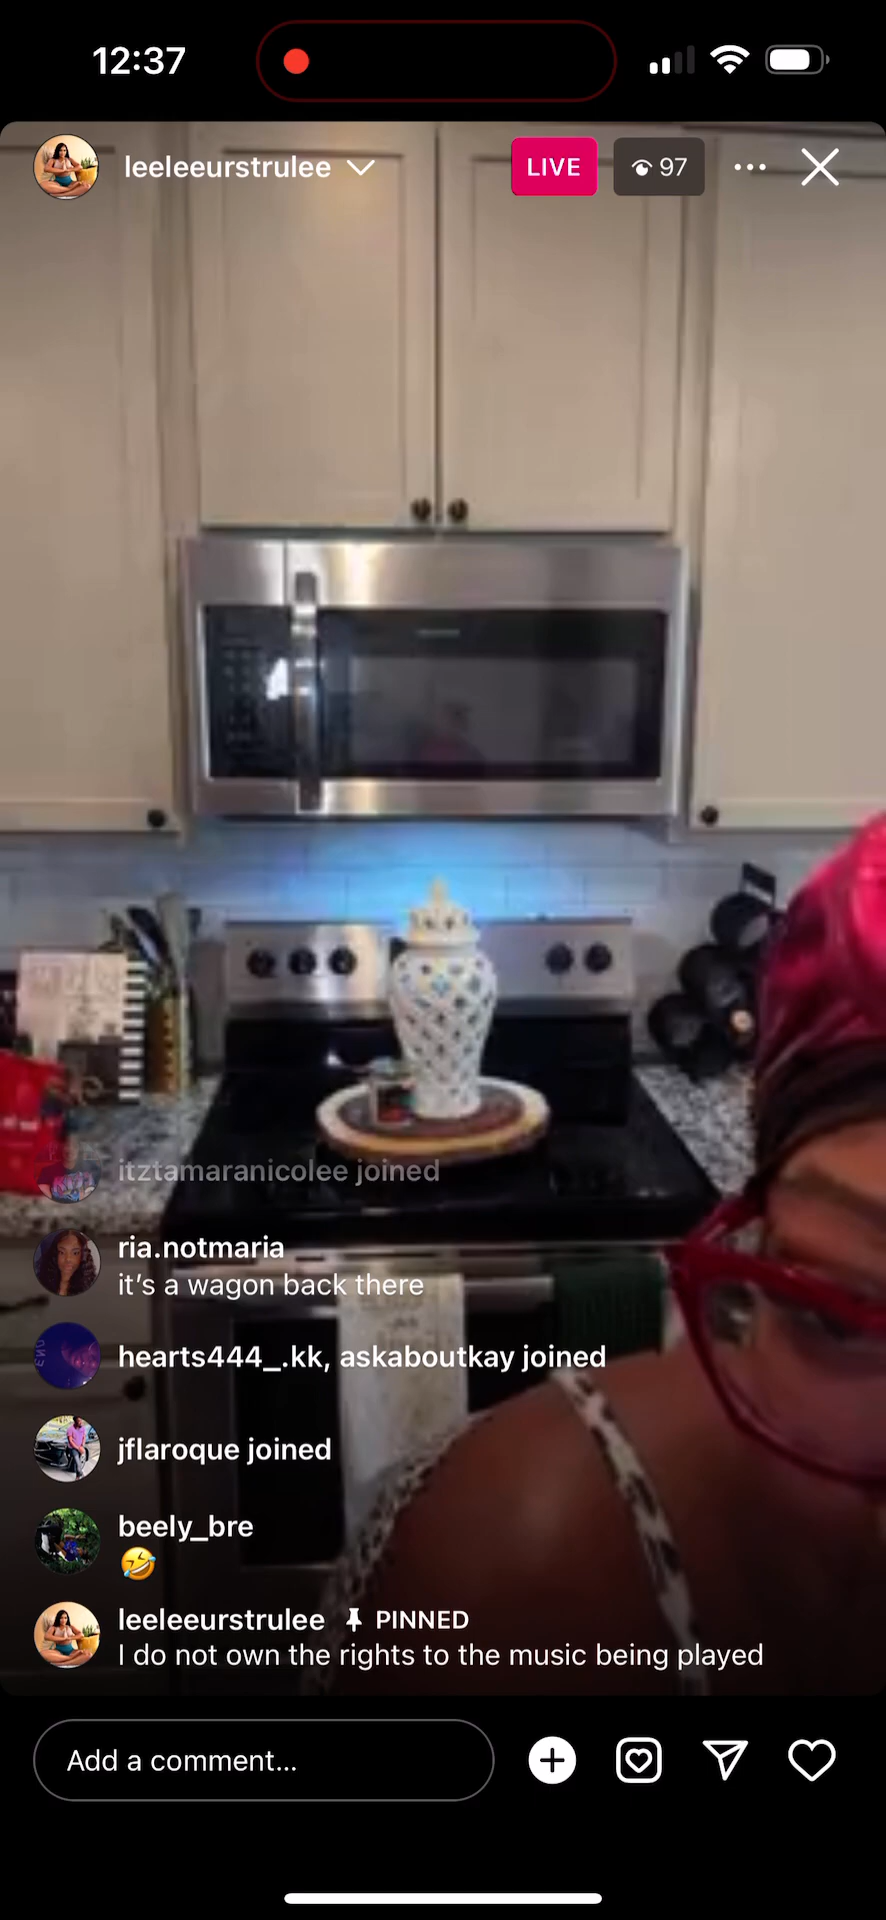 12:37
leeleeurstrulee
LIVE
97
itztamaranicolee joined
ria.notmaria
it's a wagon back there
hearts444_.kk, askaboutkay joined
jflaroque joined
beely_bre
🤣
leeleeurstrulee PINNED
I do not own the rights to the music being played
Add a comment...